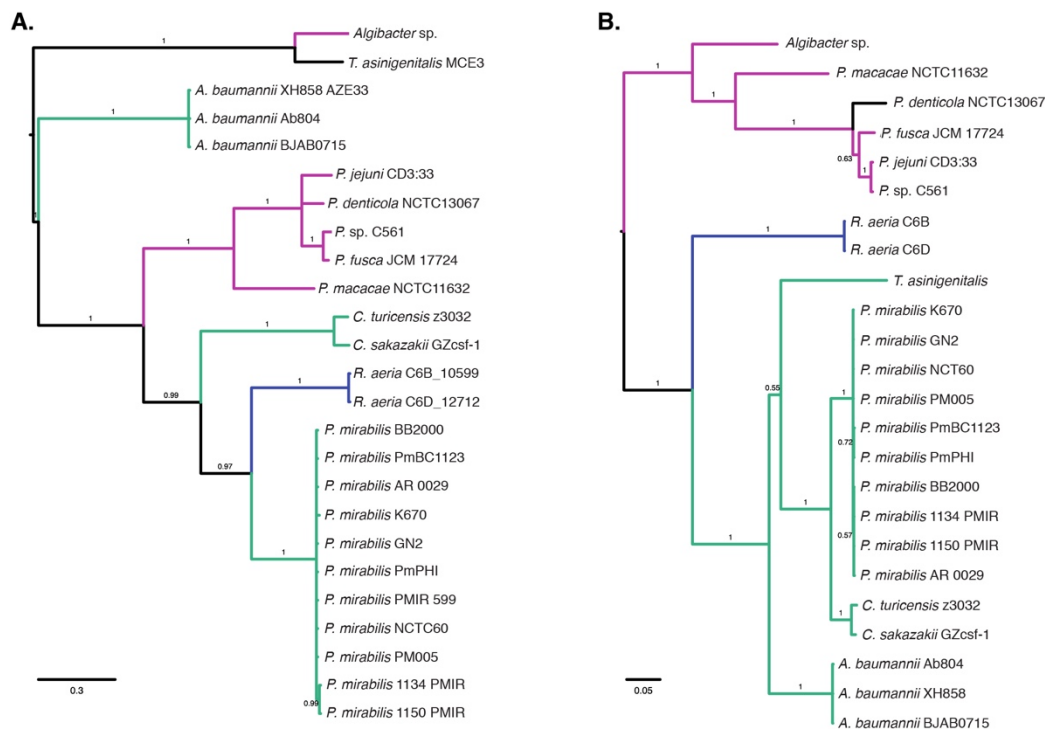 A.
1
Algibacter sp.
T. asinigenitalis MCE3
A. baumannii XH858 AZE33
1
A. baumannii Ab804
A. baumannii BJAB0715
1
P. jejuni CD3:33
1
P. denticola NCTC13067
1
P. sp. C561
1
P. fusca JCM 17724
P. macacae NCTC11632
1
C. turicensis z3032
1
C. sakazakii GZcsf-1
0.99
R. aeria C6B_10599
1
R. aeria C6D_12712
P. mirabilis BB2000
0.97
P. mirabilis PmBC1123
P. mirabilis AR 0029
P. mirabilis K670
P. mirabilis GN2
1
P. mirabilis PmPHI
P. mirabilis PMIR 599
P. mirabilis NCTC60
P. mirabilis PM005
P. mirabilis 1134 PMIR
0.99
P. mirabilis 1150 PMIR
0.3
B.
Algibacter sp.
1
P. macacae NCTC11632
1
P. denticola NCTC13067
1
P. fusca JCM 17724
0.63
P. jejuni CD3:33
1
P. sp. C561
R. aeria C6B
1
R. aeria C6D
T. asinigenitalis
P. mirabilis K670
P. mirabilis GN2
P. mirabilis NCT60
0.55
1
P. mirabilis PM005
1
P. mirabilis PmBC1123
0.72
P. mirabilis PmPHI
P. mirabilis BB2000
1
P. mirabilis 1134 PMIR
0.57
P. mirabilis 1150 PMIR
1
P. mirabilis AR 0029
C. turicensis z3032
1
C. sakazakii GZcsf-1
A. baumannii Ab804
1
A. baumannii XH858
A. baumannii BJAB0715
0.05